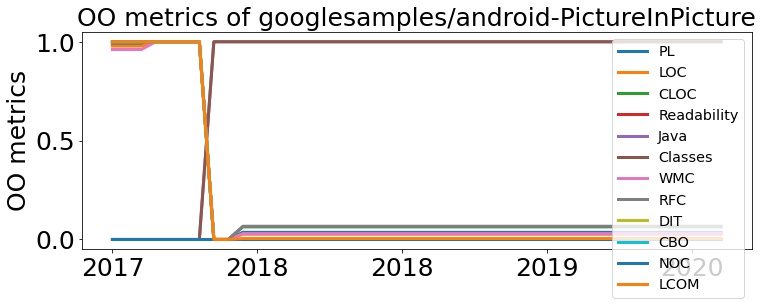 OO metrics of googlesamples/android-PictureInPicture
OO metrics
1.0
0.5
0.0
2017
2018
2018
2019
2020
PL
LOC
CLOC
Readability
Java
Classes
WMC
RFC
DIT
CBO
NOC
LCOM